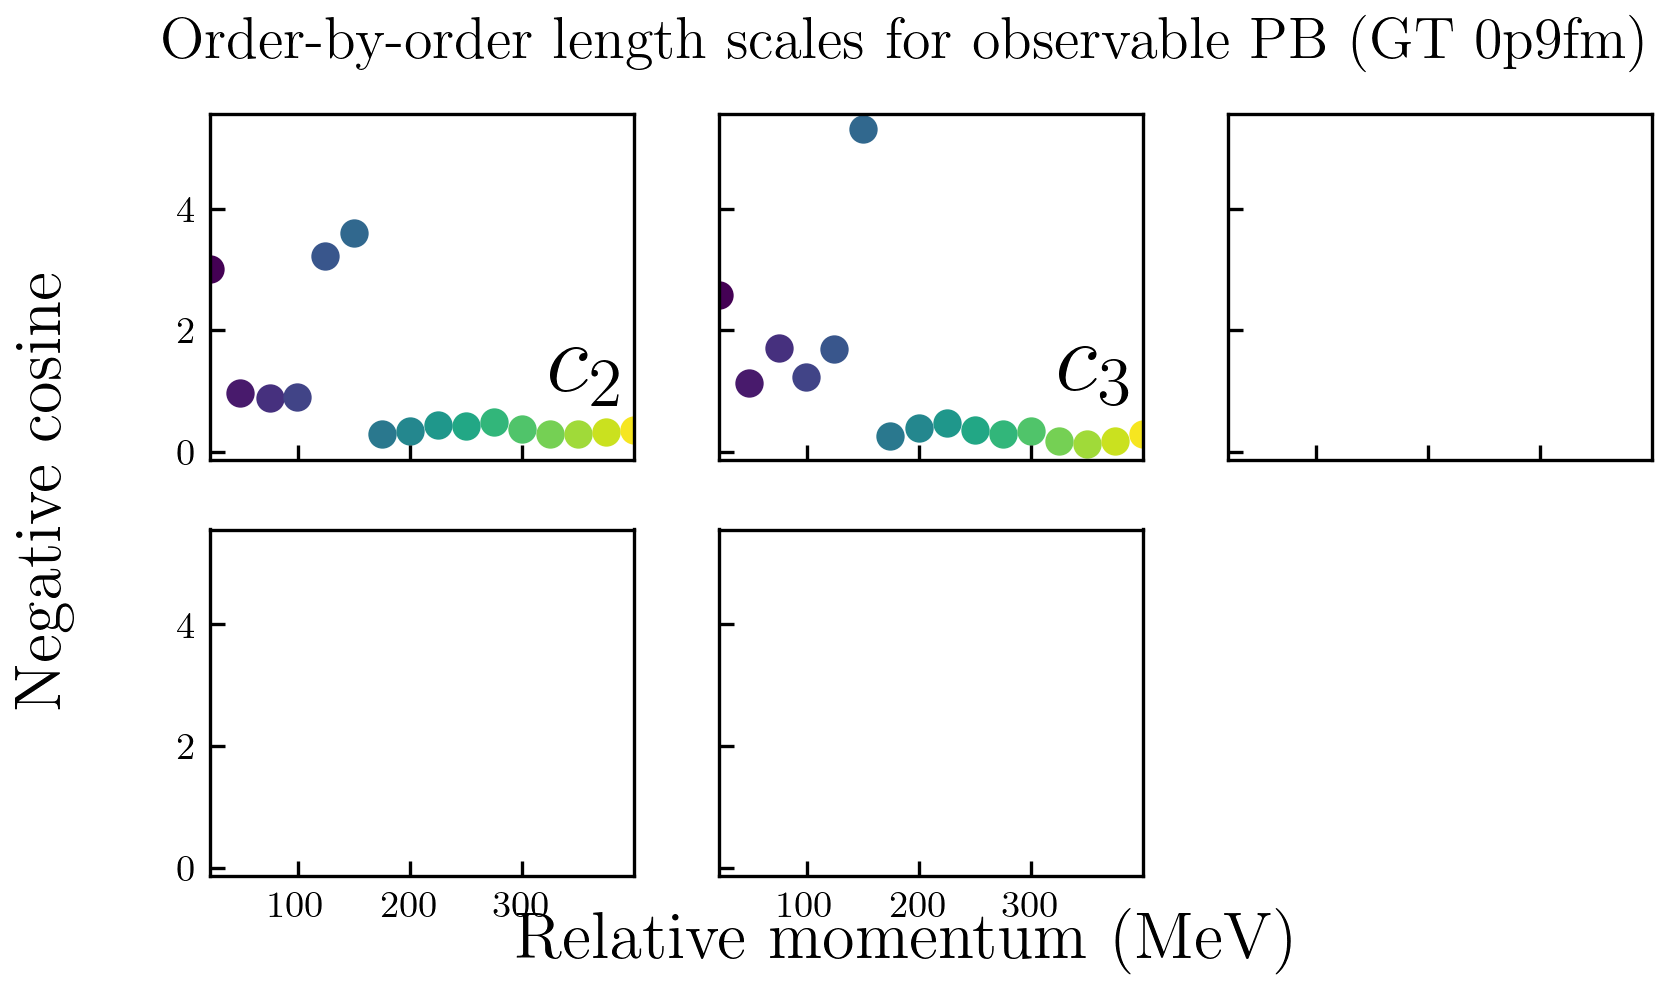 Order-by-order length scales for observable PB (GT 0p9fm)
Negative cosine
4
2
0
c2
c3
4
2
0
100 200 300
100 200 300
Relative momentum (MeV)